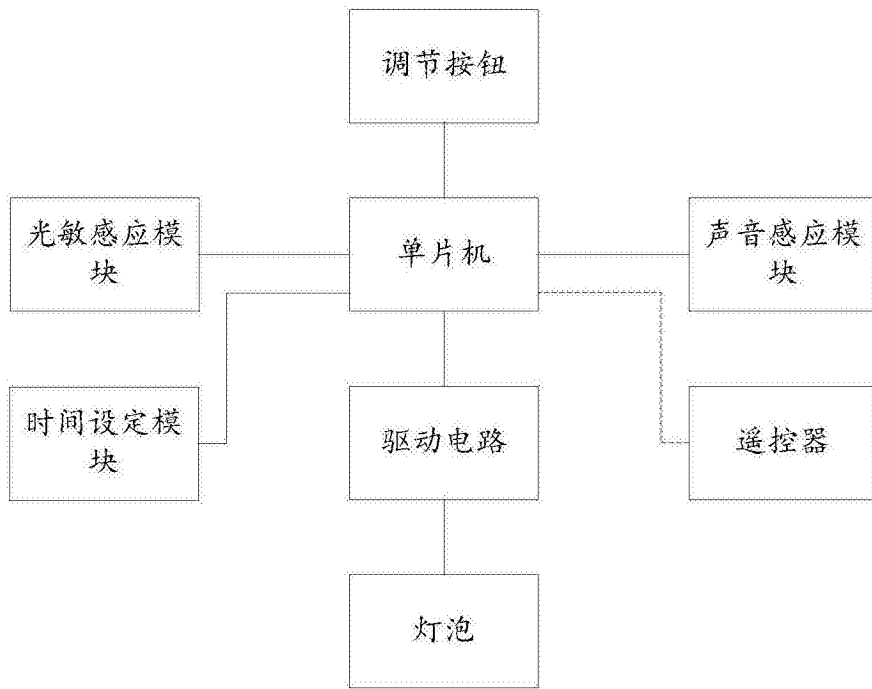 调节按钮
光敏感应模
块
单片机
声音感应模
块
时间设定模
块
驱动电路
遥控器
灯泡